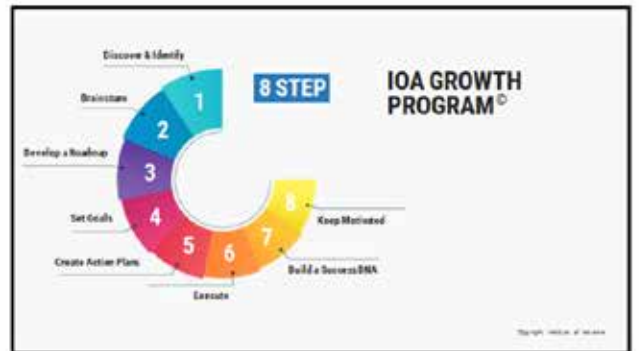 Discover & Identify
8 STEP
IOA GROWTH
PROGRAM©
1
Brainstorm
2
Develop a Roadmap
3
Set Goals
4
Create Action Plans
5
Execute
6
7
Build a Success DNA
8
Keep Motivated
Copyright